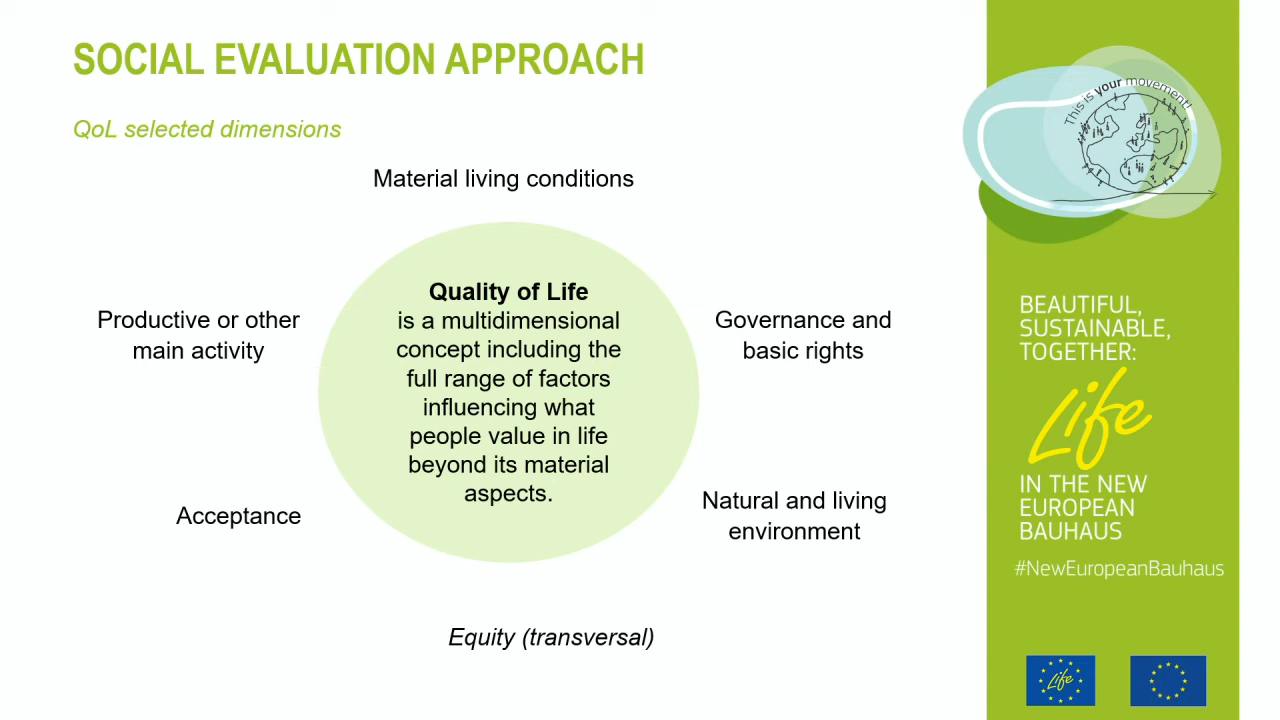 SOCIAL EVALUATION APPROACH
QoL selected dimensions
Material living conditions
Productive or other
main activity
Quality of Life
is a multidimensional
concept including the
full range of factors
influencing what
people value in life
beyond its material
aspects.
Governance and
basic rights
Acceptance
Natural and living
environment
Equity (transversal)
This is your movement!
BEAUTIFUL,
SUSTAINABLE,
TOGETHER:
Life
IN THE NEW
EUROPEAN
BAUHAUS
#NewEuropeanBauhaus
Life